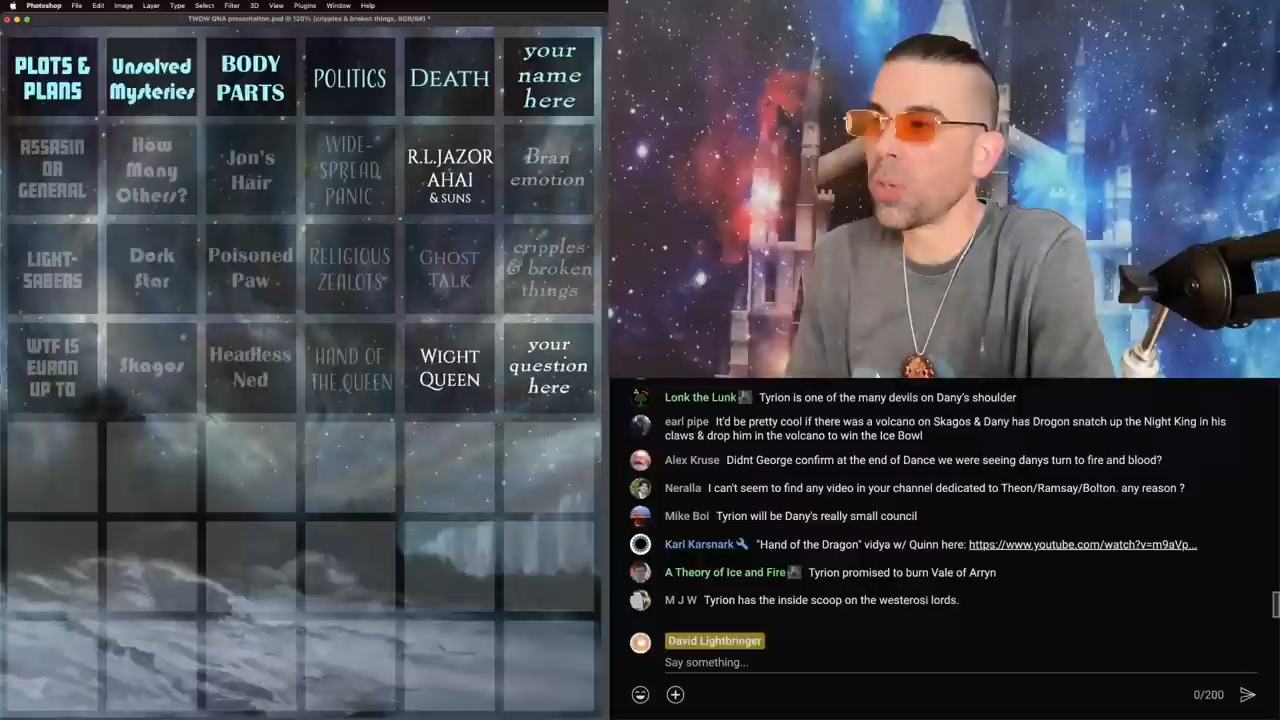 Photoshop File Edit Image Layer Type Select Filter 3D View Plugins Window Help
TWOW QNA presentaiton.psd @ 120% (cripples & broken things, RGB/8#) *
PLOTS &
PLANS
Unsolved
Mysteries
BODY
PARTS
POLITICS
DEATH
your
name
here
ASSASIN
OR
GENERAL
How
Many
Others?
Jon's
Hair
WIDE-
SPREAD
PANIC
R.L.JAZOR
AHAI
& SUNS
Bran
emotion
LIGHT-
SABERS
Dark
Star
Poisoned
Paw
RELIGIOUS
ZEALOTS
GHOST
TALK
cripples
& broken
things
WTF IS
EURON
UP TO
Skagos
Headless
Ned
HAND OF
THE QUEEN
WIGHT
QUEEN
your
question
here
Lonk the Lunk Tyrion is one of the many devils on Dany's shoulder
earl pipe It'd be pretty cool if there was a volcano on Skagos & Dany has Drogon snatch up the Night King in his
claws & drop him in the volcano to win the Ice Bowl
Alex Kruse Didnt George confirm at the end of Dance we were seeing danys turn to fire and blood?
Neralla I can't seem to find any video in your channel dedicated to Theon/Ramsay/Bolton. any reason ?
Mike Boi Tyrion will be Dany's really small council
Karl Karsnark "Hand of the Dragon" vidya w/ Quinn here: https://www.youtube.com/watch?v=m9aVp...
A Theory of Ice and Fire Tyrion promised to burn Vale of Arryn
M J W Tyrion has the inside scoop on the westerosi lords.
David Lightbringer
Say something...
0/200